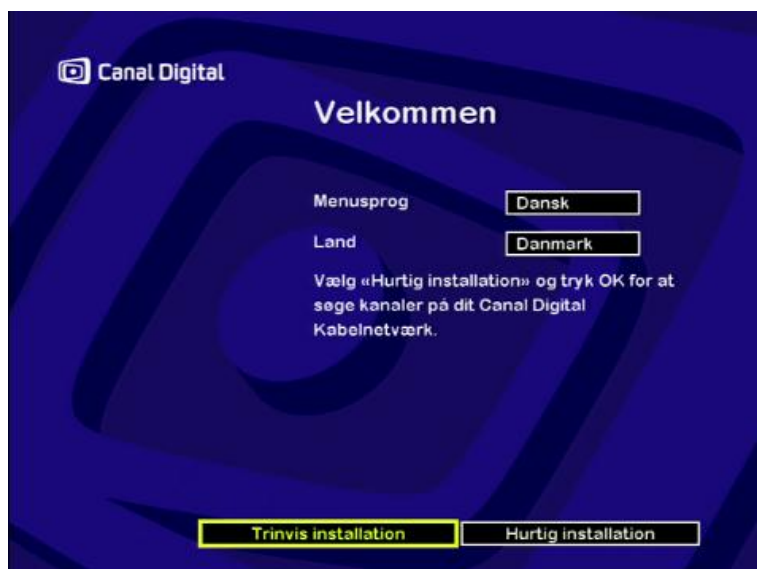 Canal Digital
Velkommen
Menusprog Dansk
Land Danmark
Vælg «Hurtig installation» og tryk OK for at
søge kanaler på dit Canal Digital
Kabelnetværk.
Trinvis installation Hurtig installation